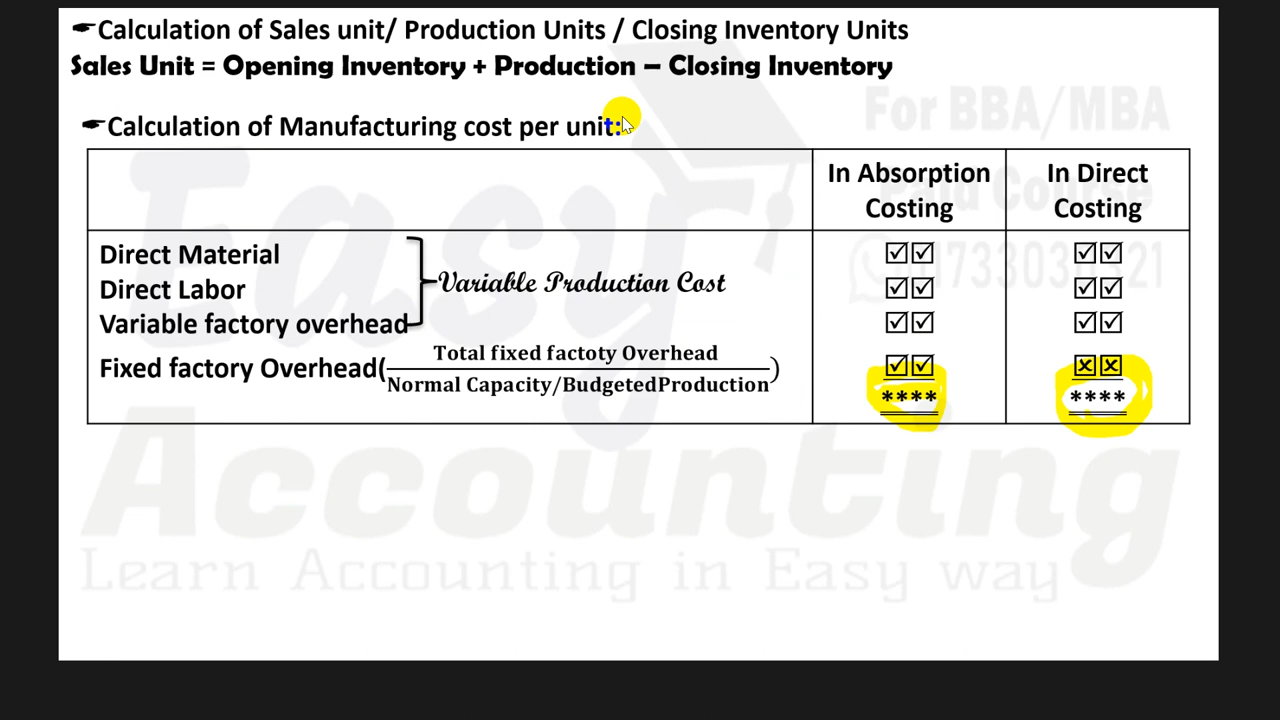 ☛Calculation of Sales unit/ Production Units / Closing Inventory Units
Sales Unit = Opening Inventory + Production – Closing Inventory
☛Calculation of Manufacturing cost per unit:
In Absorption Costing
In Direct Costing
Direct Material ☑☑ ☑☑
Direct Labor ☑☑ ☑☑
Variable factory overhead ☑☑ ☑☑
Variable Production Cost
Fixed factory Overhead(Total fixed factoty Overhead / Normal Capacity/BudgetedProduction) ☑☑ ☒☒
**** ****
For BBA/MBA
Paid Course
Easy
Accounting
Learn Accounting in Easy way